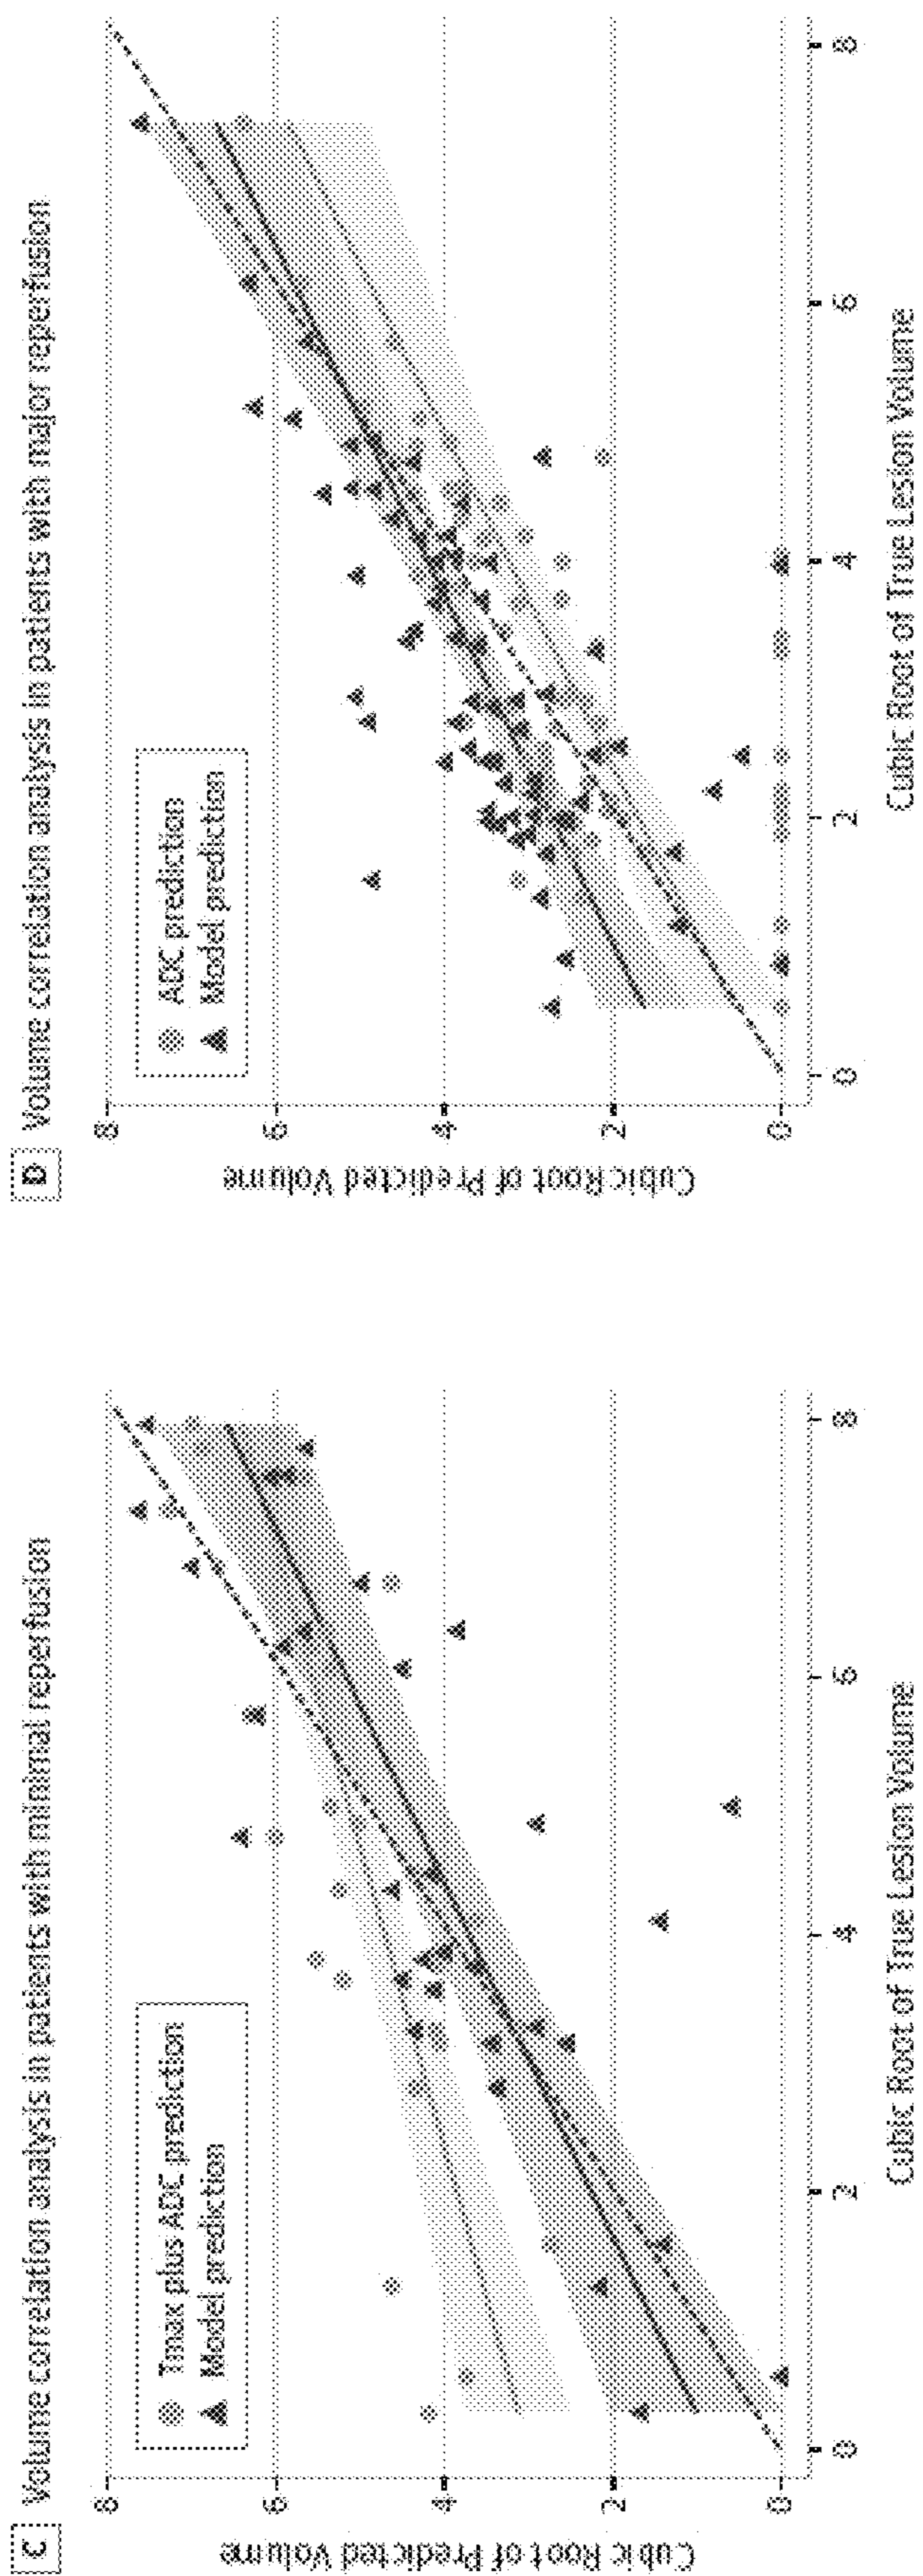 C Volume correlation analysis in patients with minimal reperfusion
Tmax plus ADC prediction
Model prediction
Cubic Root of Predicted Volume
8
6
4
2
0
0 2 4 6 8
Cubic Root of True Lesion Volume
D Volume correlation analysis in patients with major reperfusion
ADC prediction
Model prediction
Cubic Root of Predicted Volume
8
6
4
2
0
0 2 4 6 8
Cubic Root of True Lesion Volume